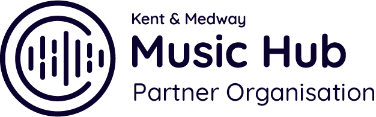 Kent & Medway
Music Hub
Partner Organisation